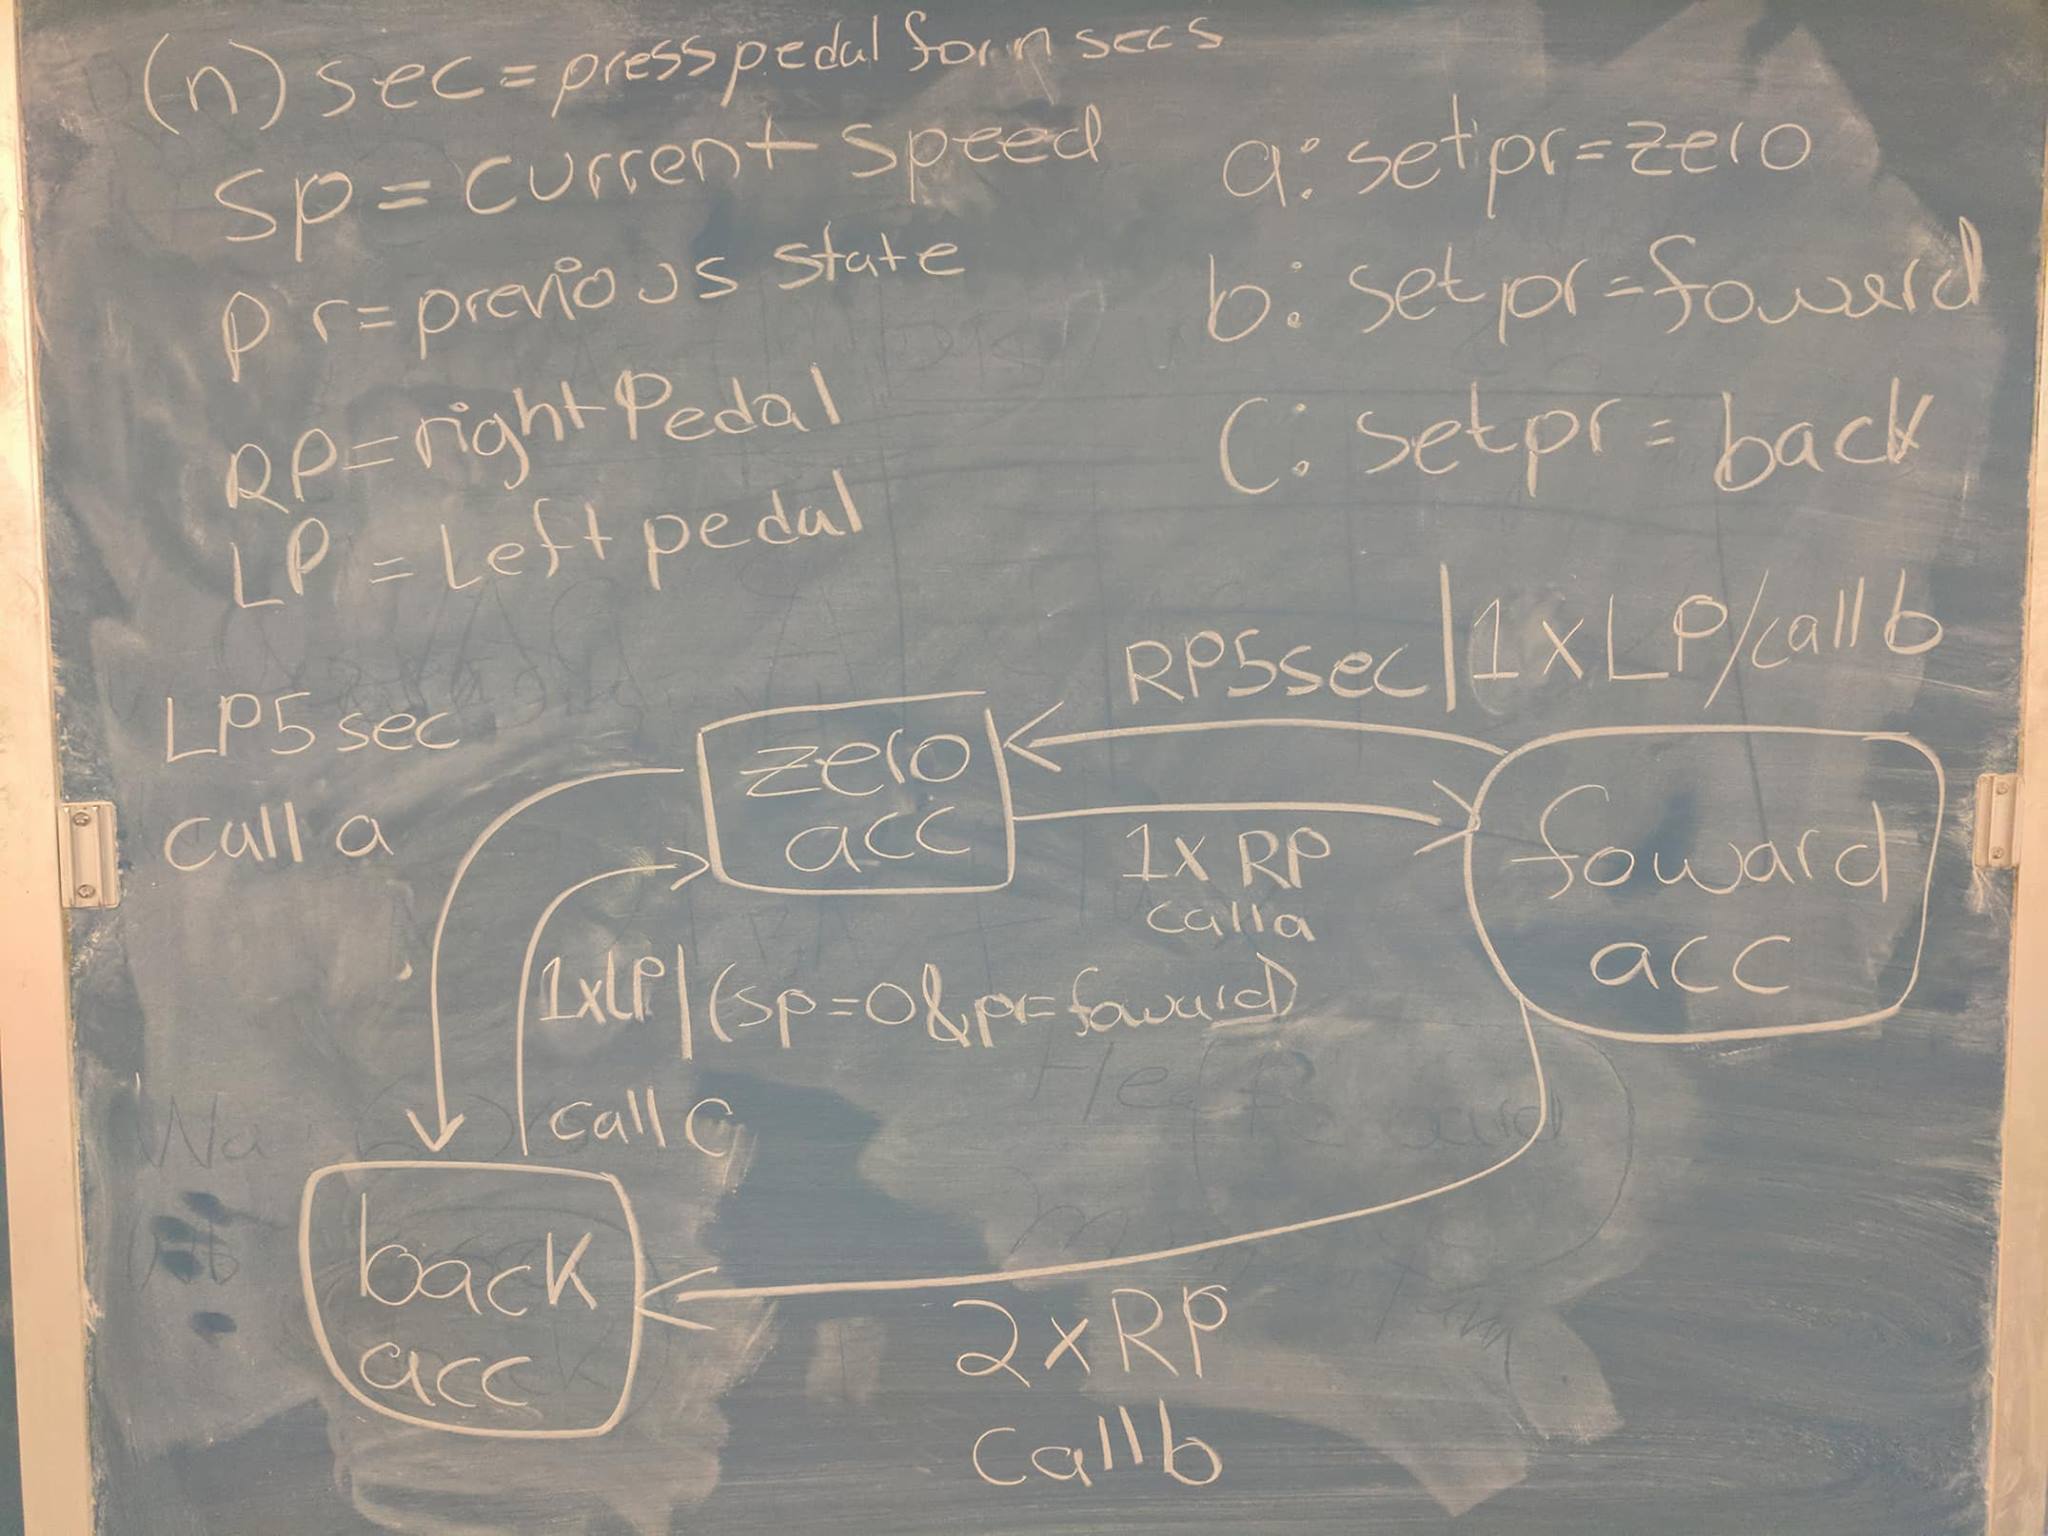 (n) sec = press pedal for n secs
Sp = current speed
Pr = previous state
RP = right Pedal
LP = Left pedal
a: set pr = zero
b: set pr = foward
C: set pr = back
RP5sec | 1xLP/call b
LP5 sec
call a
zero
acc
1x RP
call a
foward
acc
1xLP | (sp=0 & pr=foward)
call C
back
acc
2xRP
Call b